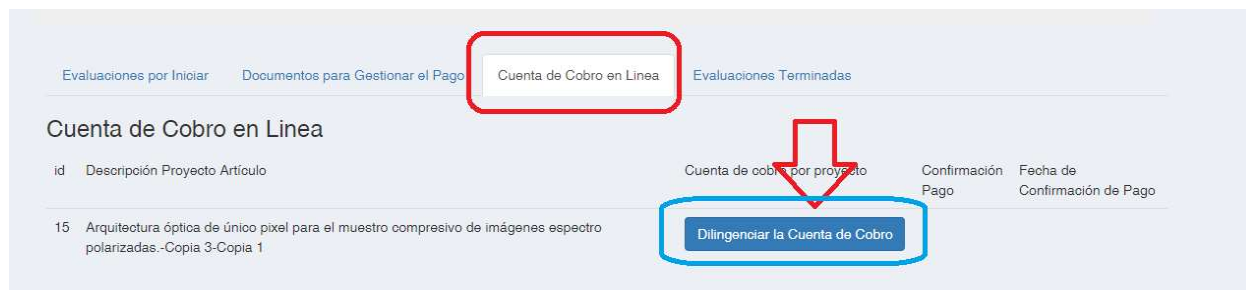 Evaluaciones por Iniciar Documentos para Gestionar el Pago Cuenta de Cobro en Linea Evaluaciones Terminadas
Cuenta de Cobro en Linea
id Descripción Proyecto Artículo Cuenta de cobro por proyecto Confirmación Pago Fecha de Confirmación de Pago
15 Arquitectura óptica de único pixel para el muestro compresivo de imágenes espectro
polarizadas.-Copia 3-Copia 1
Dilingenciar la Cuenta de Cobro